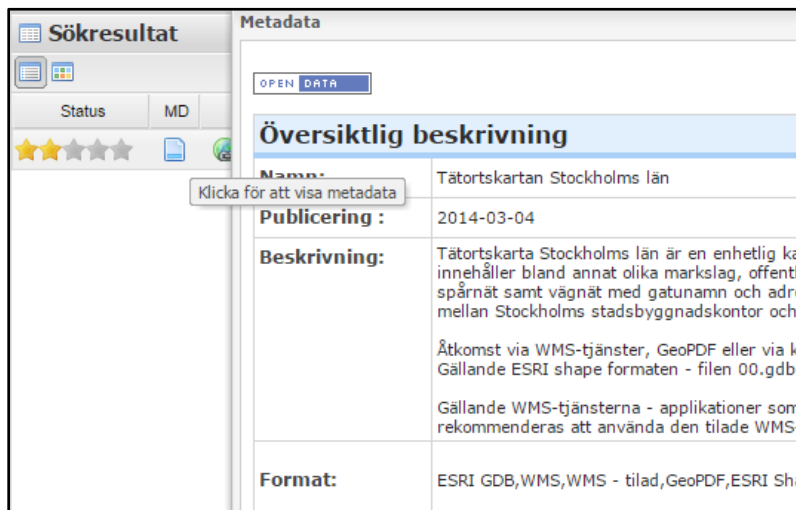 Sökresultat
Status MD
Klicka för att visa metadata
Metadata
OPEN DATA
Översiktlig beskrivning
Namn: Tätortskartan Stockholms län
Publicering : 2014-03-04
Beskrivning: Tätortskarta Stockholms län är en enhetlig ka
innehåller bland annat olika markslag, offent
spårnät samt vägnät med gatunamn och adr
mellan Stockholms stadsbyggnadskontor och
Åtkomst via WMS-tjänster, GeoPDF eller via k
Gällande ESRI shape formaten - filen 00.gdb
Gällande WMS-tjänsterna - applikationer som
rekommenderas att använda den tilade WMS-
Format: ESRI GDB,WMS,WMS - tilad,GeoPDF,ESRI Sha